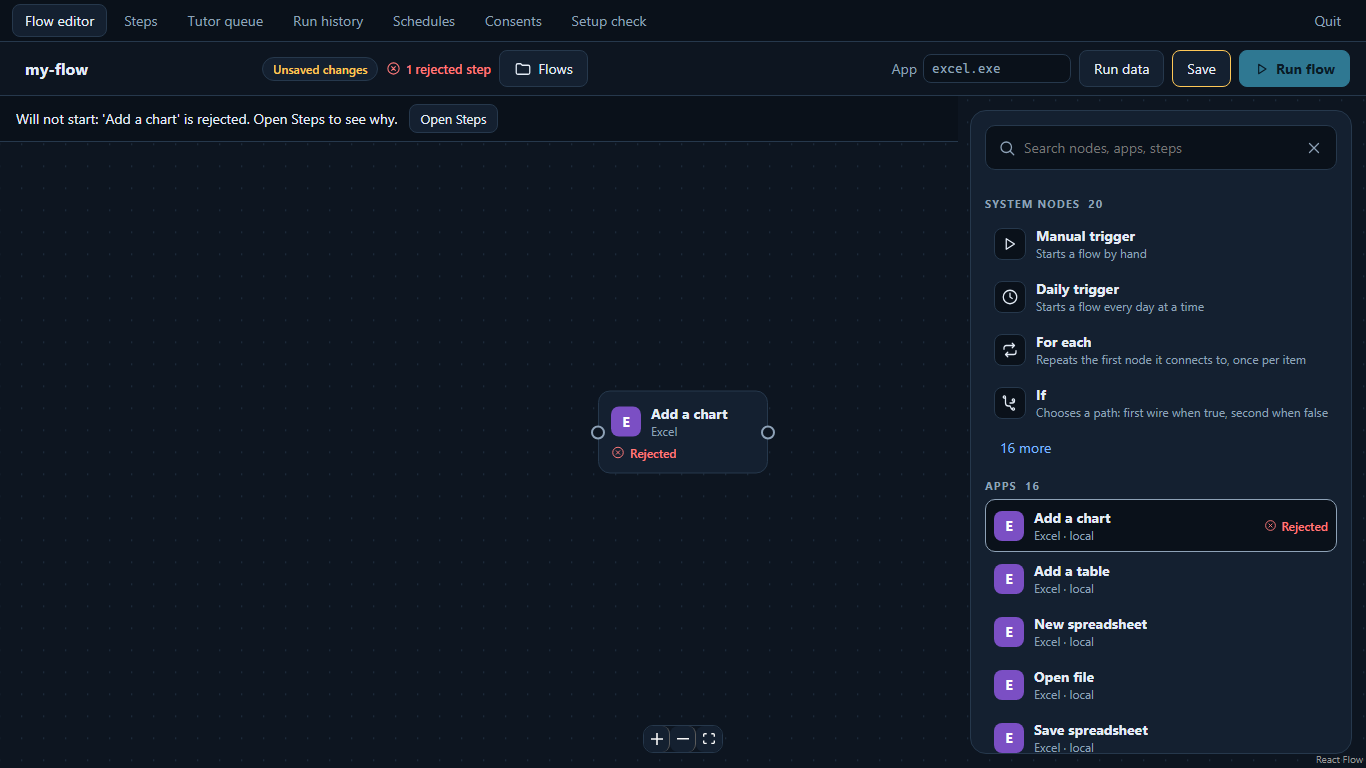 Flow editor
Steps
Tutor queue
Run history
Schedules
Consents
Setup check
Quit
my-flow
Unsaved changes
1 rejected step
Flows
App
excel.exe
Run data
Save
Run flow
Will not start: 'Add a chart' is rejected. Open Steps to see why.
Open Steps
E
Add a chart
Excel
Rejected
Search nodes, apps, steps
SYSTEM NODES 20
Manual trigger
Starts a flow by hand
Daily trigger
Starts a flow every day at a time
For each
Repeats the first node it connects to, once per item
If
Chooses a path: first wire when true, second when false
16 more
APPS 16
E
Add a chart
Excel · local
Rejected
E
Add a table
Excel · local
E
New spreadsheet
Excel · local
E
Open file
Excel · local
E
Save spreadsheet
Excel · local
React Flow